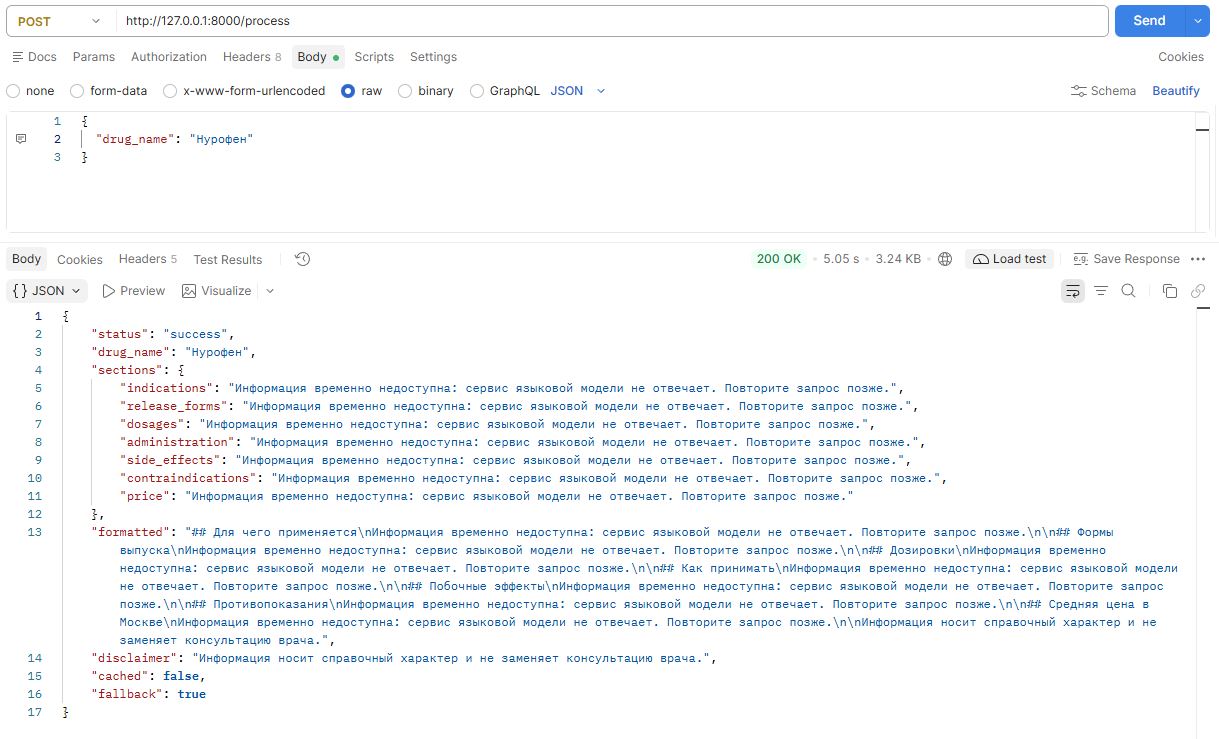 POST http://127.0.0.1:8000/process Send
Docs Params Authorization Headers 8 Body Scripts Settings Cookies
none form-data x-www-form-urlencoded raw binary GraphQL JSON Schema Beautify
1 {
2 "drug_name": "Нурофен"
3 }
Body Cookies Headers 5 Test Results 200 OK 5.05 s 3.24 KB Load test e.g. Save Response
{} JSON Preview Visualize
1 {
2 "status": "success",
3 "drug_name": "Нурофен",
4 "sections": {
5 "indications": "Информация временно недоступна: сервис языковой модели не отвечает. Повторите запрос позже.",
6 "release_forms": "Информация временно недоступна: сервис языковой модели не отвечает. Повторите запрос позже.",
7 "dosages": "Информация временно недоступна: сервис языковой модели не отвечает. Повторите запрос позже.",
8 "administration": "Информация временно недоступна: сервис языковой модели не отвечает. Повторите запрос позже.",
9 "side_effects": "Информация временно недоступна: сервис языковой модели не отвечает. Повторите запрос позже.",
10 "contraindications": "Информация временно недоступна: сервис языковой модели не отвечает. Повторите запрос позже.",
11 "price": "Информация временно недоступна: сервис языковой модели не отвечает. Повторите запрос позже."
12 },
13 "formatted": "## Для чего применяется\nИнформация временно недоступна: сервис языковой модели не отвечает. Повторите запрос позже.\n\n## Формы
выпуска\nИнформация временно недоступна: сервис языковой модели не отвечает. Повторите запрос позже.\n\n## Дозировки\nИнформация временно
недоступна: сервис языковой модели не отвечает. Повторите запрос позже.\n\n## Как принимать\nИнформация временно недоступна: сервис языковой модели
не отвечает. Повторите запрос позже.\n\n## Побочные эффекты\nИнформация временно недоступна: сервис языковой модели не отвечает. Повторите запрос
позже.\n\n## Противопоказания\nИнформация временно недоступна: сервис языковой модели не отвечает. Повторите запрос позже.\n\n## Средняя цена в
Москве\nИнформация временно недоступна: сервис языковой модели не отвечает. Повторите запрос позже.\n\nИнформация носит справочный характер и не
заменяет консультацию врача.",
14 "disclaimer": "Информация носит справочный характер и не заменяет консультацию врача.",
15 "cached": false,
16 "fallback": true
17 }